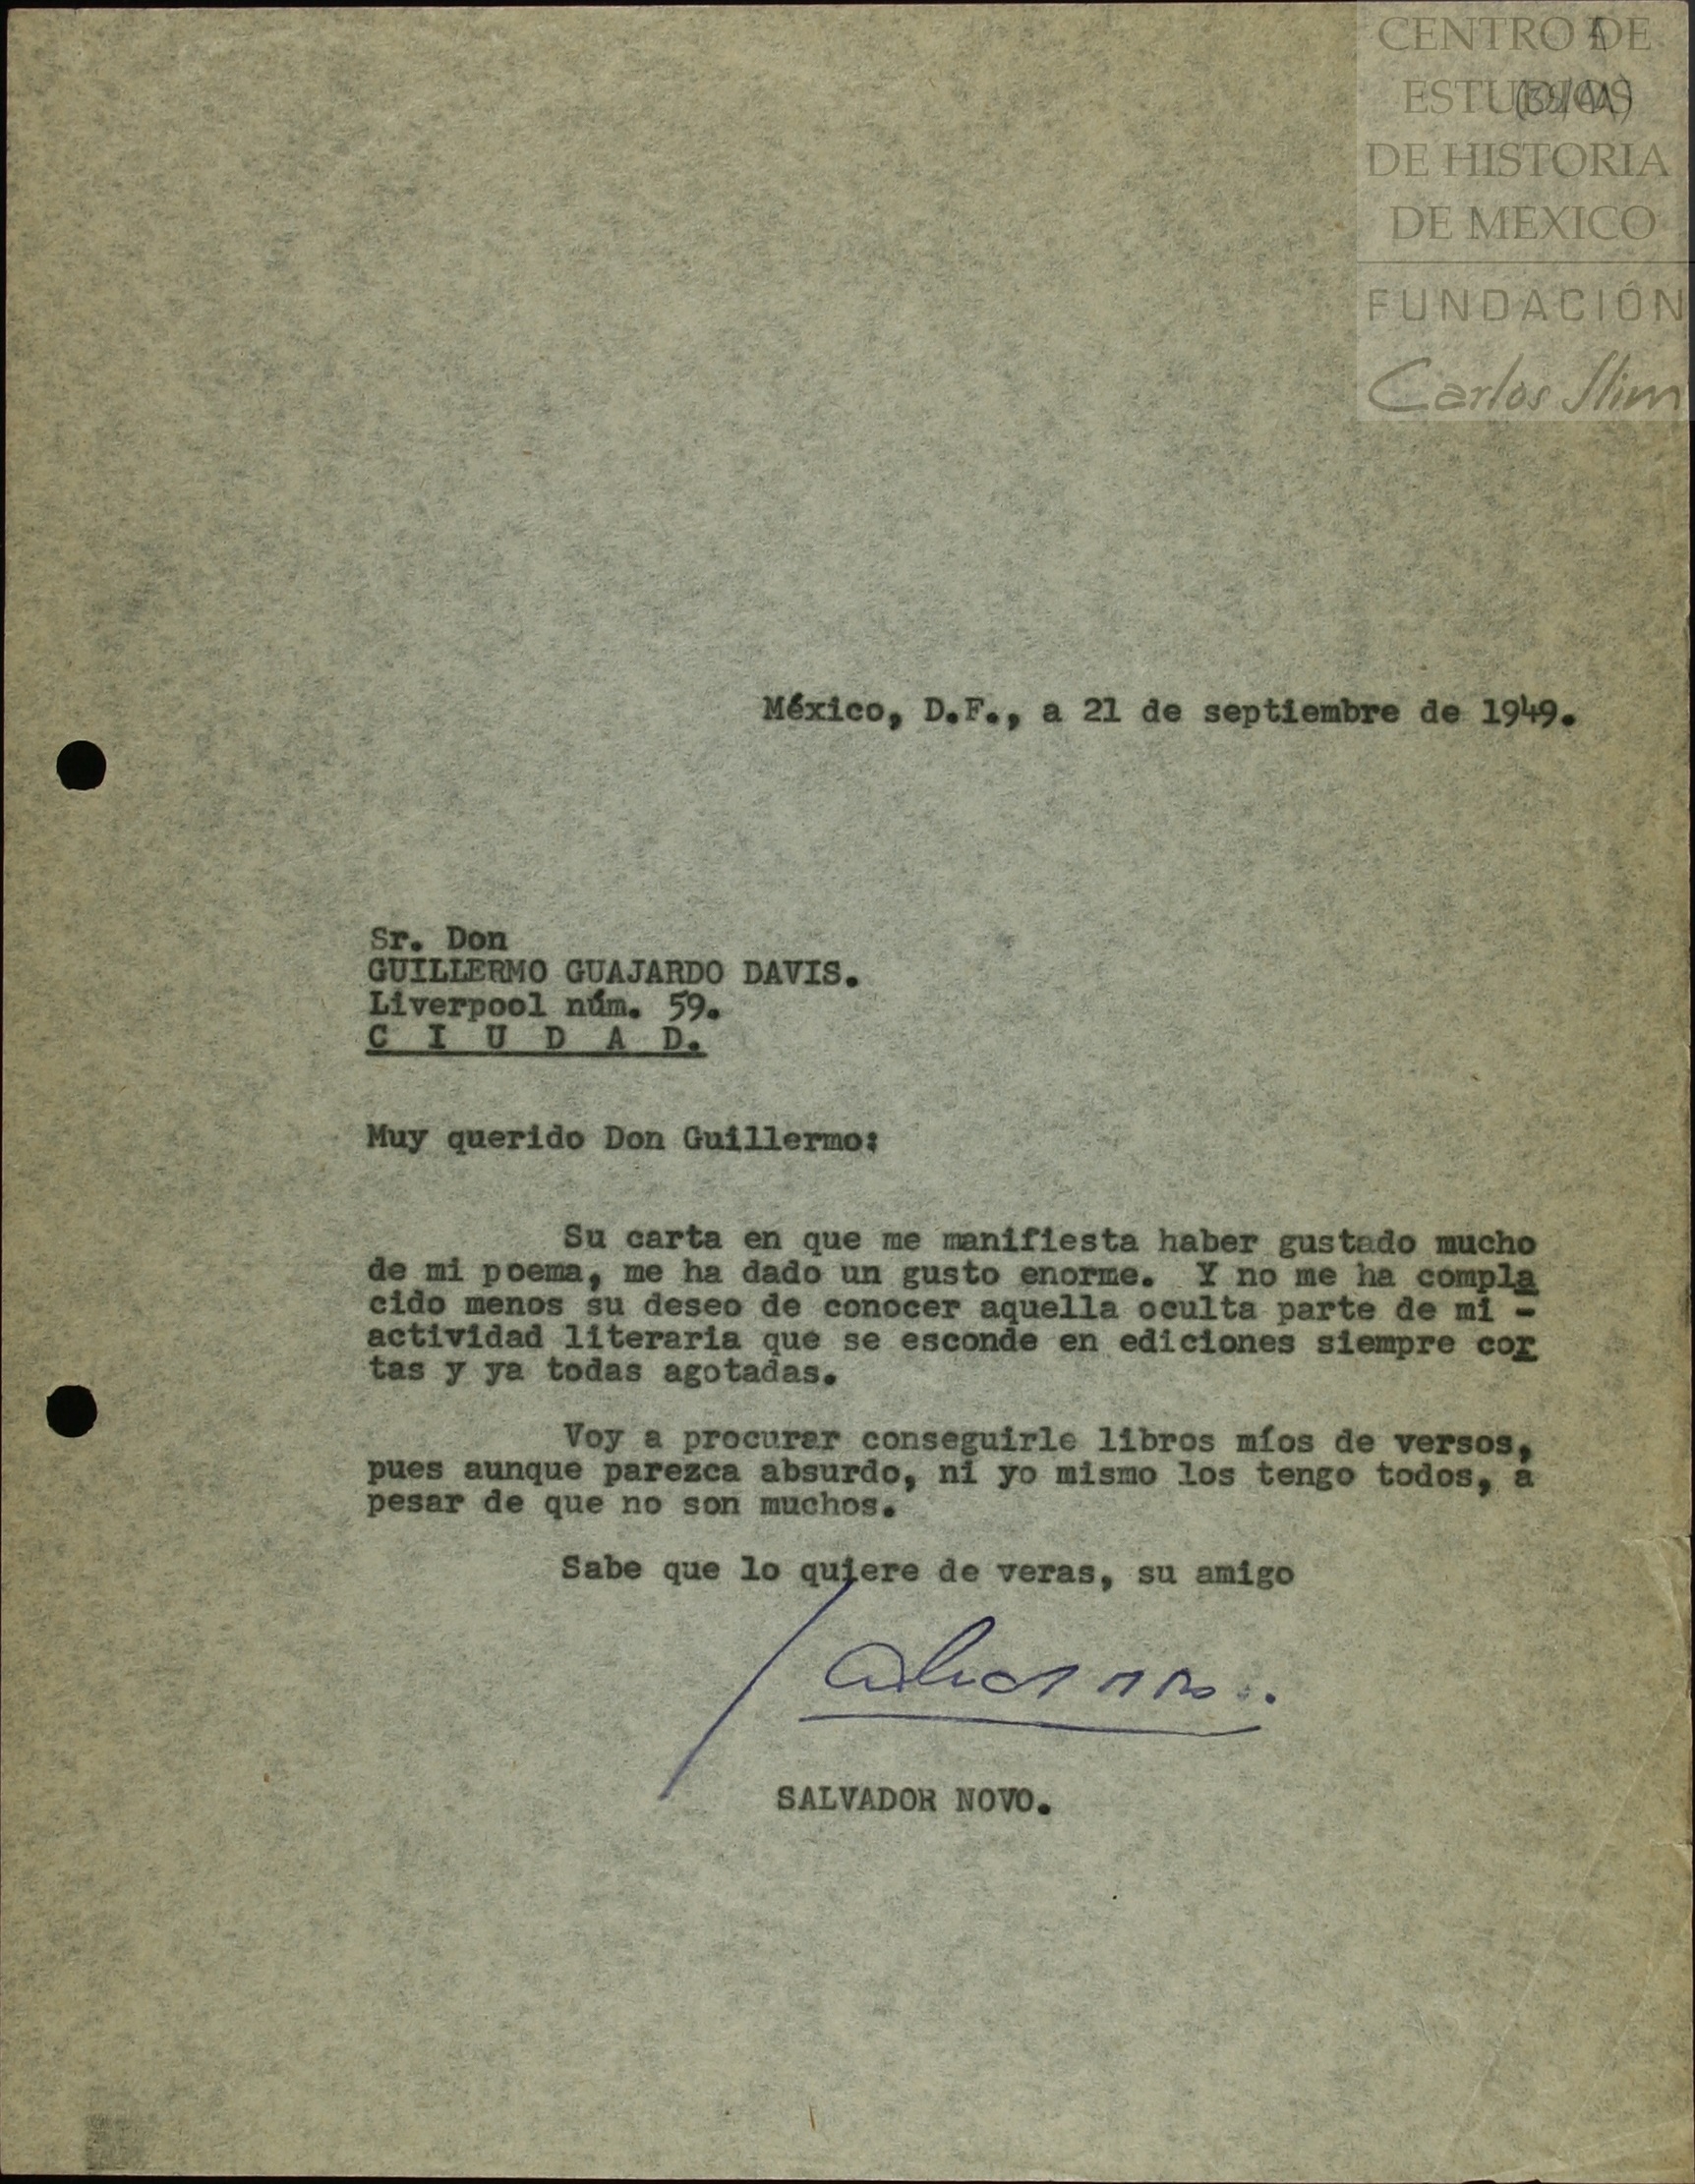 CENTRO DE
ESTUDIOS
DE HISTORIA
DE MEXICO
FUNDACIÓN
Carlos Slim
México, D.F., a 21 de septiembre de 1949.
Sr. Don
GUILLERMO GUAJARDO DAVIS.
Liverpool núm. 59.
C I U D A D.
Muy querido Don Guillermo:
Su carta en que me manifiesta haber gustado mucho
de mi poema, me ha dado un gusto enorme. Y no me ha compla
cido menos su deseo de conocer aquella oculta parte de mi -
actividad literaria que se esconde en ediciones siempre cor
tas y ya todas agotadas.
Voy a procurar conseguirle libros míos de versos,
pues aunque parezca absurdo, ni yo mismo los tengo todos, a
pesar de que no son muchos.
Sabe que lo quiere de veras, su amigo
SALVADOR NOVO.